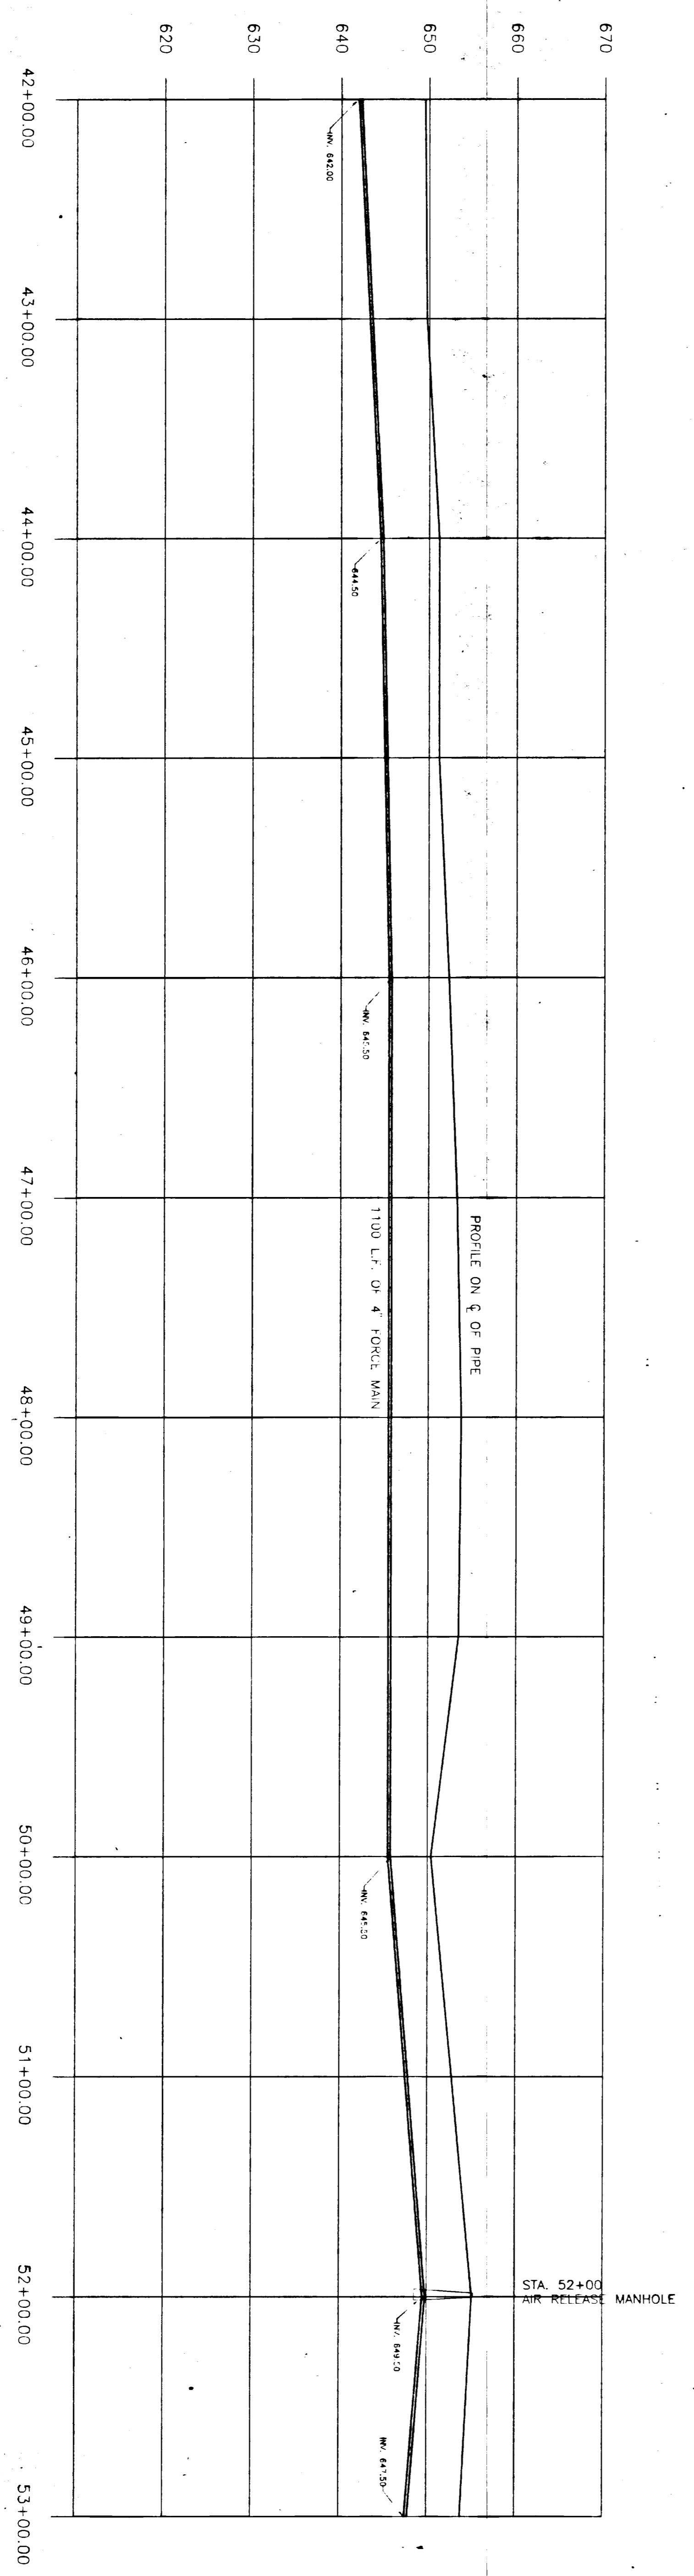 670
660
650
640
630
620
PROFILE ON ℄ OF PIPE
1100 L.F. OF 4" FORCE MAIN
STA. 52+00
AIR RELEASE MANHOLE
INV. 642.00
644.50
INV.
INV.
INV.
INV. 647.50
42+00.00
43+00.00
44+00.00
45+00.00
46+00.00
47+00.00
48+00.00
49+00.00
50+00.00
51+00.00
52+00.00
53+00.00